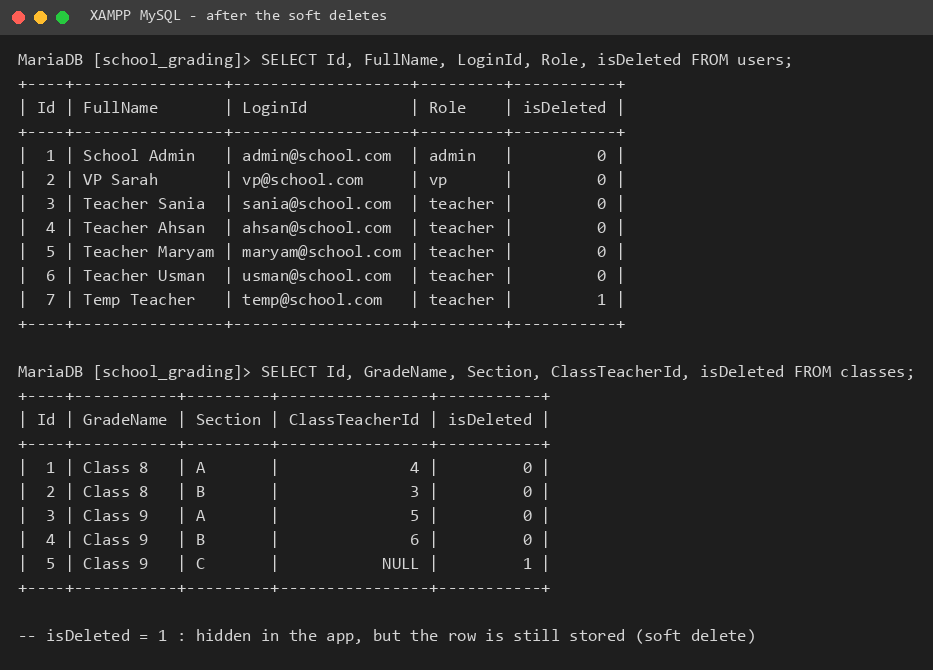 XAMPP MySQL - after the soft deletes
MariaDB [school_grading]> SELECT Id, FullName, LoginId, Role, isDeleted FROM users;
+----+----------------+-------------------+---------+-----------+
| Id | FullName       | LoginId           | Role    | isDeleted |
+----+----------------+-------------------+---------+-----------+
|  1 | School Admin   | admin@school.com  | admin   |         0 |
|  2 | VP Sarah       | vp@school.com     | vp      |         0 |
|  3 | Teacher Sania  | sania@school.com  | teacher |         0 |
|  4 | Teacher Ahsan  | ahsan@school.com  | teacher |         0 |
|  5 | Teacher Maryam | maryam@school.com | teacher |         0 |
|  6 | Teacher Usman  | usman@school.com  | teacher |         0 |
|  7 | Temp Teacher   | temp@school.com   | teacher |         1 |
+----+----------------+-------------------+---------+-----------+
MariaDB [school_grading]> SELECT Id, GradeName, Section, ClassTeacherId, isDeleted FROM classes;
+----+-----------+---------+----------------+-----------+
| Id | GradeName | Section | ClassTeacherId | isDeleted |
+----+-----------+---------+----------------+-----------+
|  1 | Class 8   | A       |              4 |         0 |
|  2 | Class 8   | B       |              3 |         0 |
|  3 | Class 9   | A       |              5 |         0 |
|  4 | Class 9   | B       |              6 |         0 |
|  5 | Class 9   | C       |           NULL |         1 |
+----+-----------+---------+----------------+-----------+
-- isDeleted = 1 : hidden in the app, but the row is still stored (soft delete)